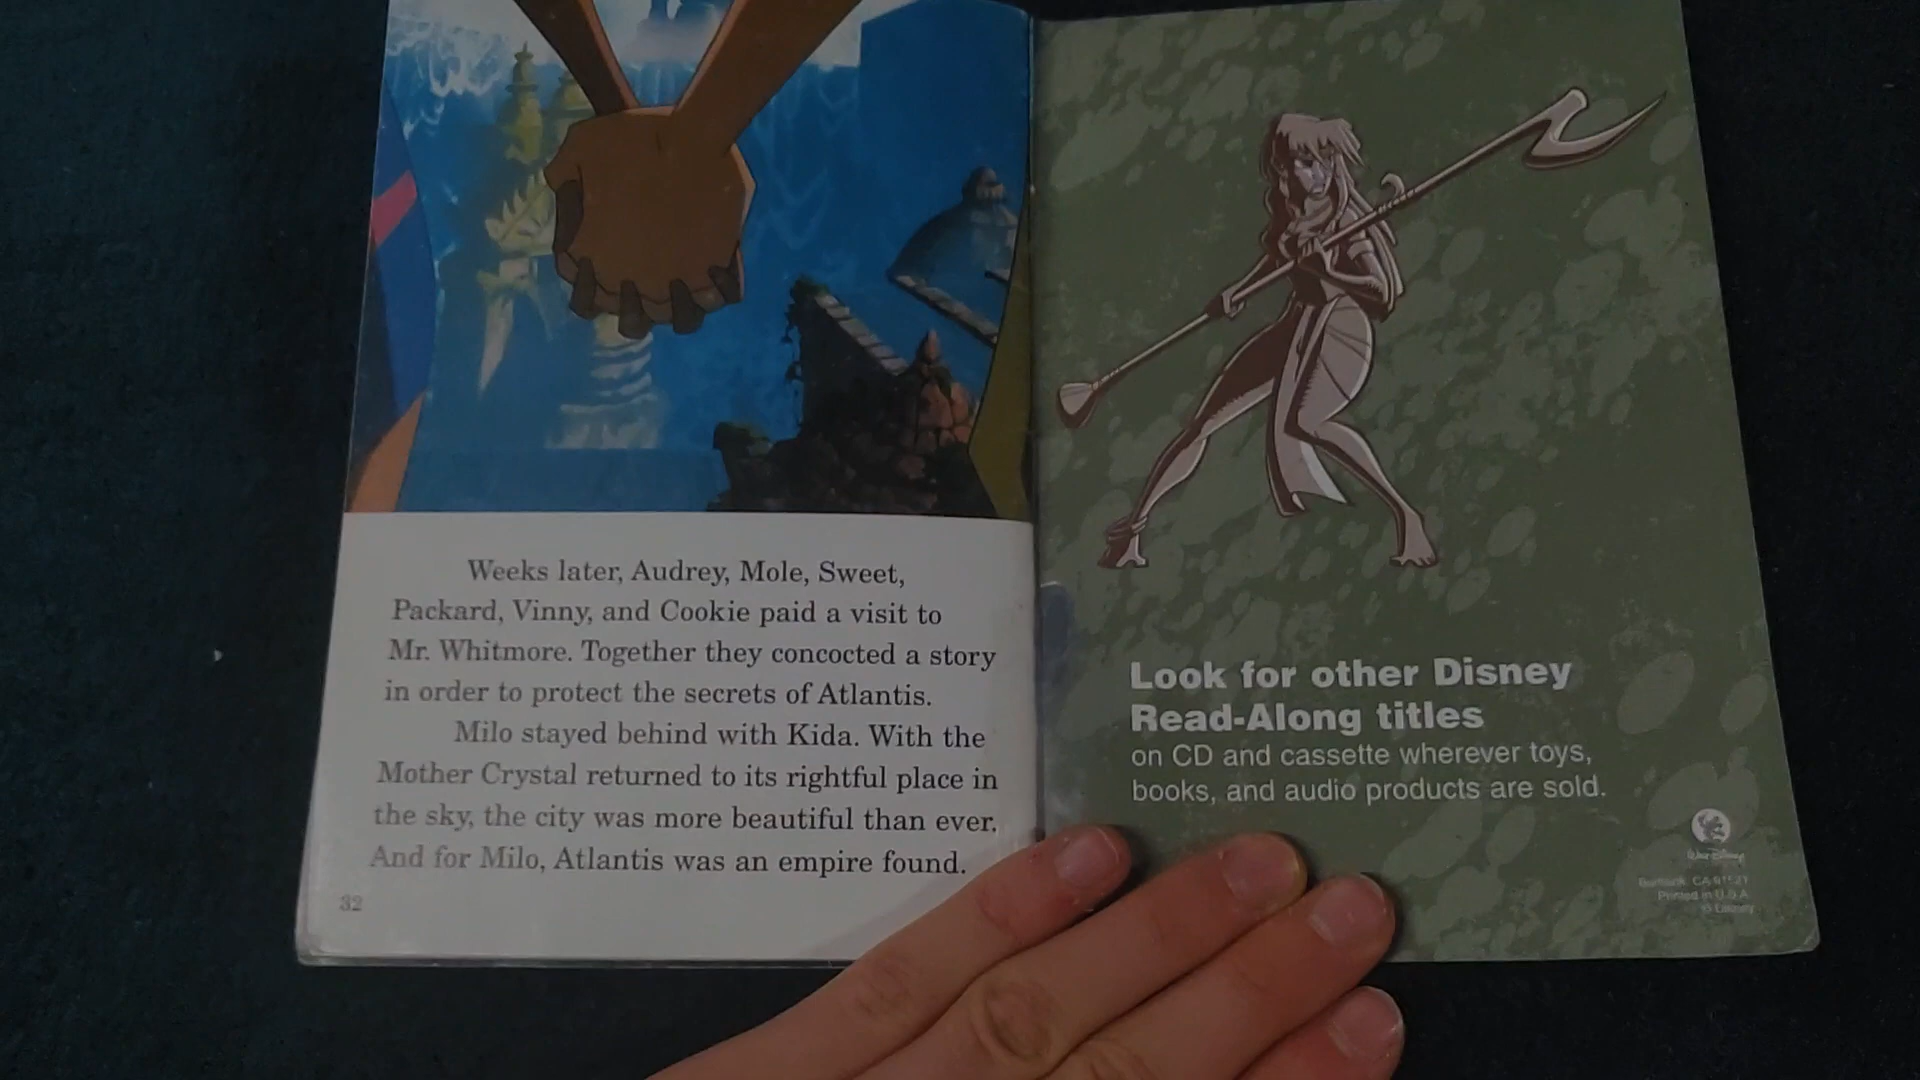 Weeks later, Audrey, Mole, Sweet,
Packard, Vinny, and Cookie paid a visit to
Mr. Whitmore. Together they concocted a story
in order to protect the secrets of Atlantis.
Milo stayed behind with Kida. With the
Mother Crystal returned to its rightful place in
the sky, the city was more beautiful than ever.
And for Milo, Atlantis was an empire found.
32
Look for other Disney
Read-Along titles
on CD and cassette wherever toys,
books, and audio products are sold.
Walt Disney
Burbank, CA 91521
Printed in U.S.A.
© Disney